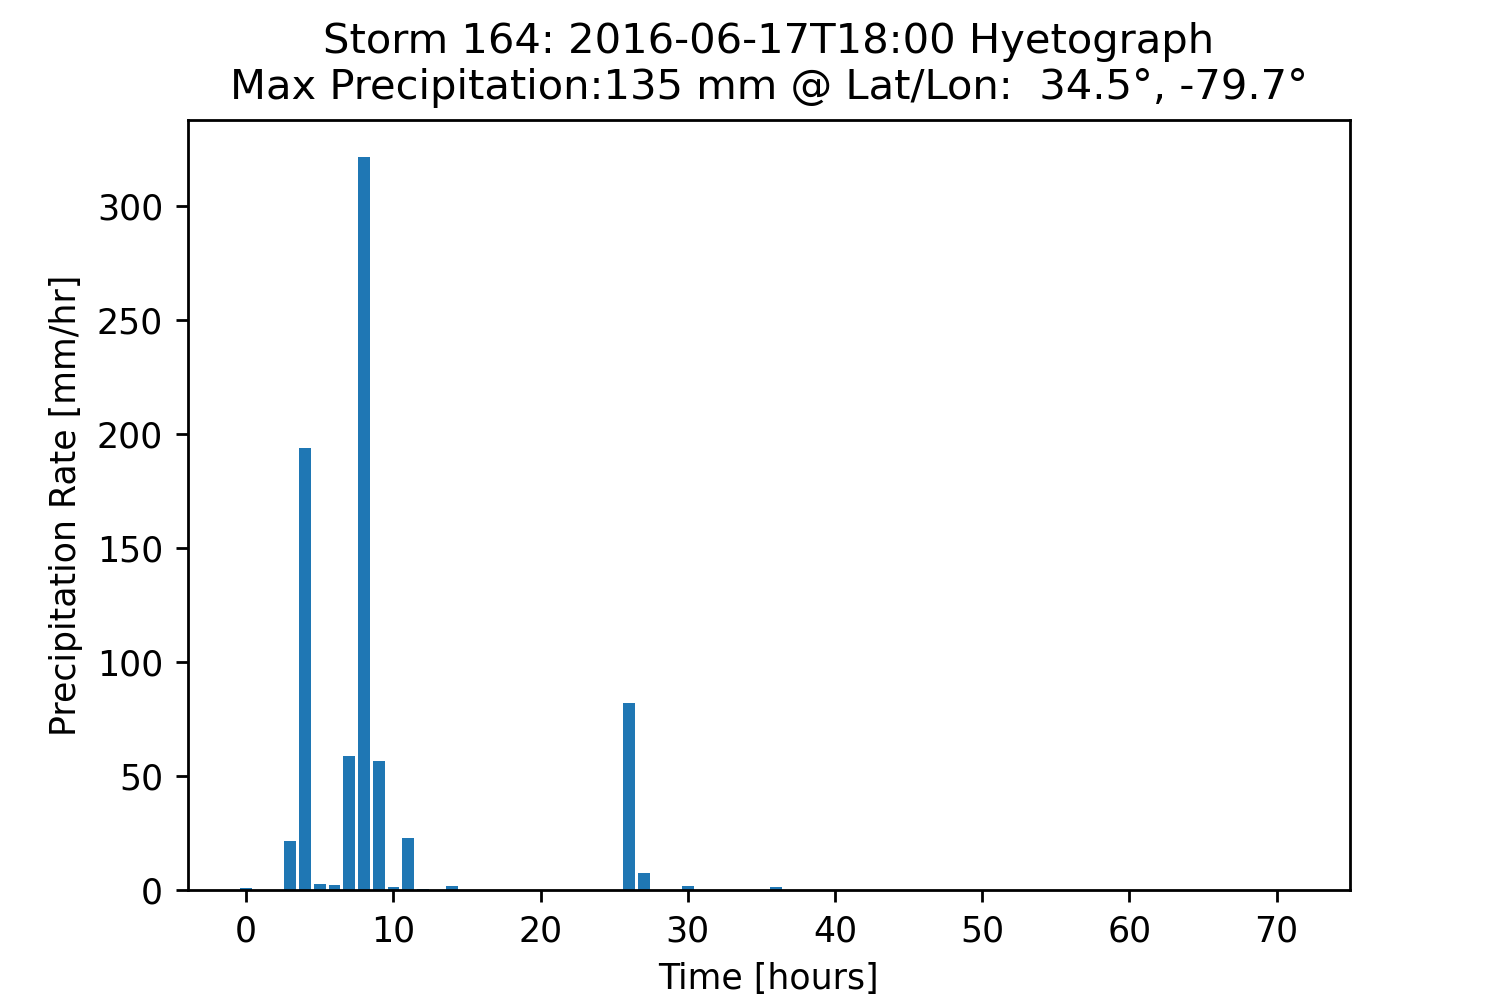 Storm 164: 2016-06-17T18:00 Hyetograph
Max Precipitation:135 mm @ Lat/Lon:  34.5°, -79.7°
Precipitation Rate [mm/hr]
300
250
200
150
100
50
0
0 10 20 30 40 50 60 70
Time [hours]